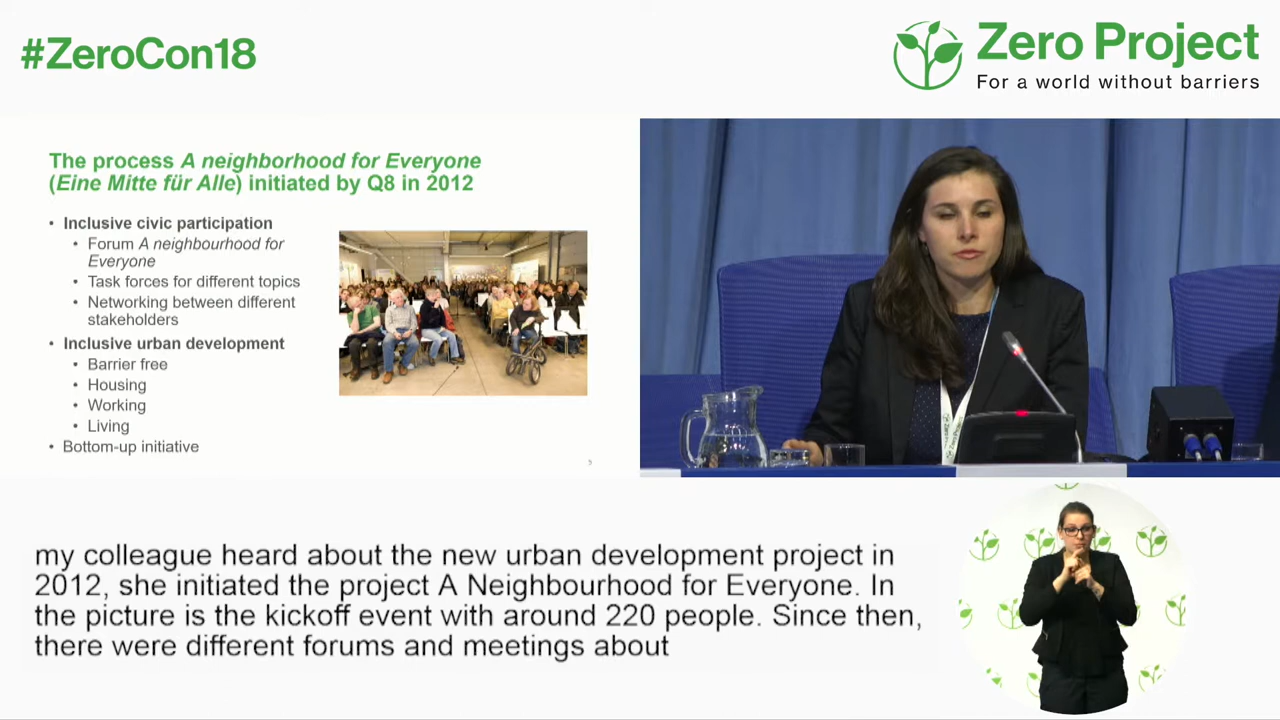 #ZeroCon18
Zero Project
For a world without barriers
The process A neighborhood for Everyone
(Eine Mitte für Alle) initiated by Q8 in 2012
• Inclusive civic participation
• Forum A neighbourhood for
Everyone
• Task forces for different topics
• Networking between different
stakeholders
• Inclusive urban development
• Barrier free
• Housing
• Working
• Living
• Bottom-up initiative
my colleague heard about the new urban development project in
2012, she initiated the project A Neighbourhood for Everyone. In
the picture is the kickoff event with around 220 people. Since then,
there were different forums and meetings about